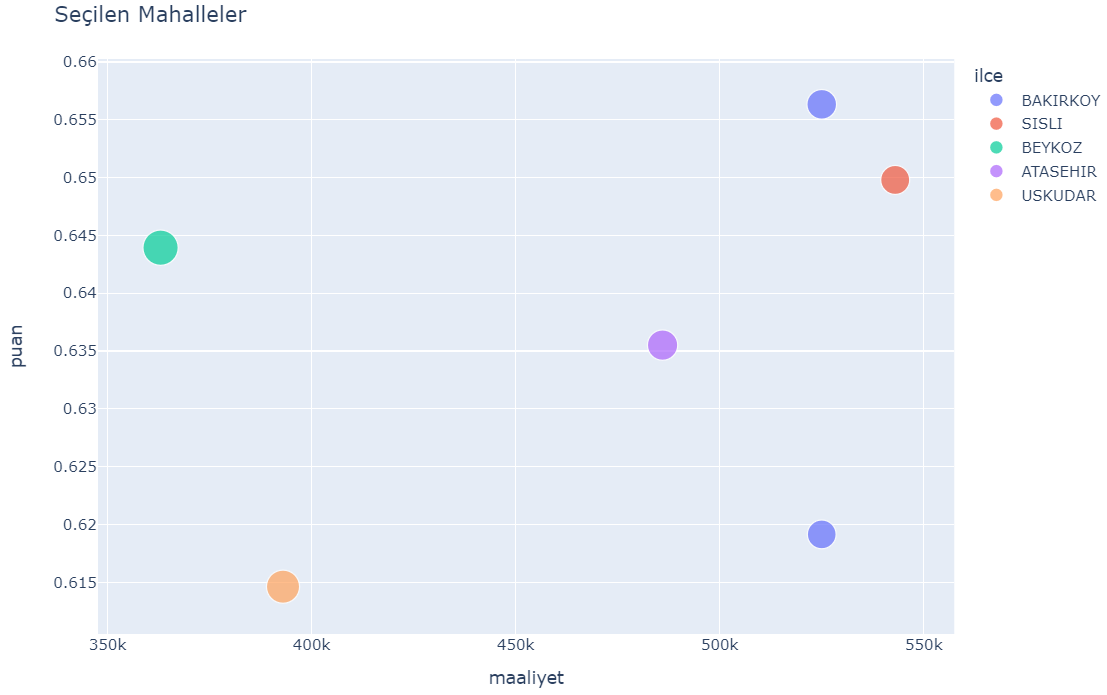 Seçilen Mahalleler
0.66
0.655
0.65
0.645
0.64
0.635
0.63
0.625
0.62
0.615
puan
350k 400k 450k 500k 550k
maaliyet
ilce
BAKIRKOY
SISLI
BEYKOZ
ATASEHIR
USKUDAR